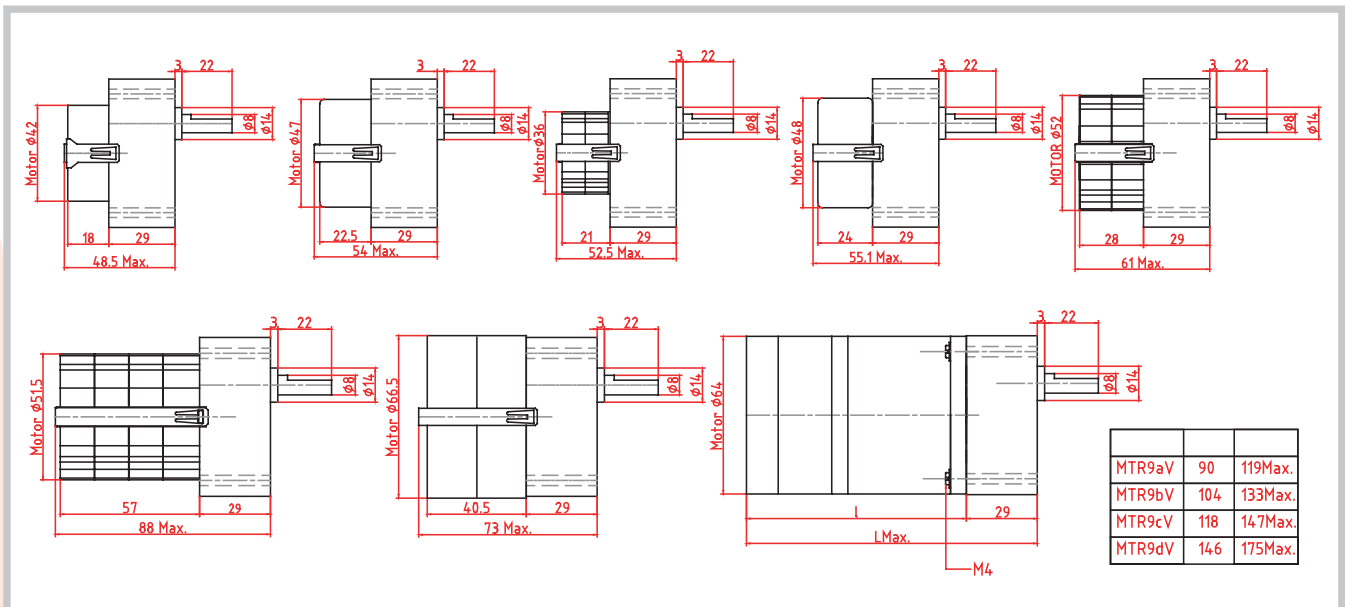 3 22
Motor ϕ42
ϕ8
ϕ14
18 29
48.5 Max.
3 22
Motor ϕ47
ϕ8
ϕ14
22.5 29
54 Max.
3 22
Motor ϕ36
ϕ8
ϕ14
21 29
52.5 Max.
3 22
Motor ϕ48
ϕ8
ϕ14
24 29
55.1 Max.
3 22
MOTOR ϕ52
ϕ8
ϕ14
28 29
61 Max.
3 22
Motor ϕ51.5
ϕ8
ϕ14
57 29
88 Max.
3 22
Motor ϕ66.5
ϕ8
ϕ14
40.5 29
73 Max.
3 22
Motor ϕ64
ϕ8
ϕ14
l 29
LMax.
M4
MTR9aV 90 119Max.
MTR9bV 104 133Max.
MTR9cV 118 147Max.
MTR9dV 146 175Max.